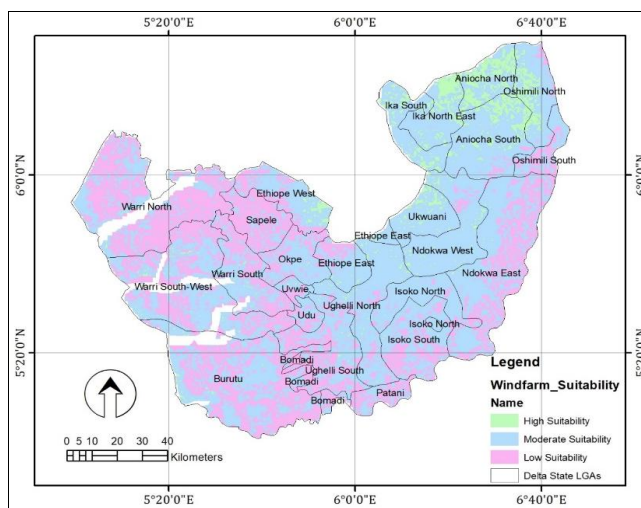 5°20'0"E 6°0'0"E 6°40'0"E
Aniocha North
Oshimili North
Ika South
Ika North East
Aniocha South
Oshimili South
6°0'0"N 6°0'0"N
Ethiope West
Warri North
Sapele
Ukwuani
Ethiope East
Ndokwa West
Okpe
Ethiope East
Warri South
Ndokwa East
Warri South-West
Uvwie
Isoko North
Ughelli North
Udu
Isoko North
Isoko South
5°20'0"N 5°20'0"N
Bomadi
Ughelli South
Burutu
Bomadi
Patani
Bomadi
Legend
Windfarm_Suitability
Name
High Suitability
Moderate Suitability
Low Suitability
Delta State LGAs
0 5 10 20 30 40
Kilometers
5°20'0"E 6°0'0"E 6°40'0"E